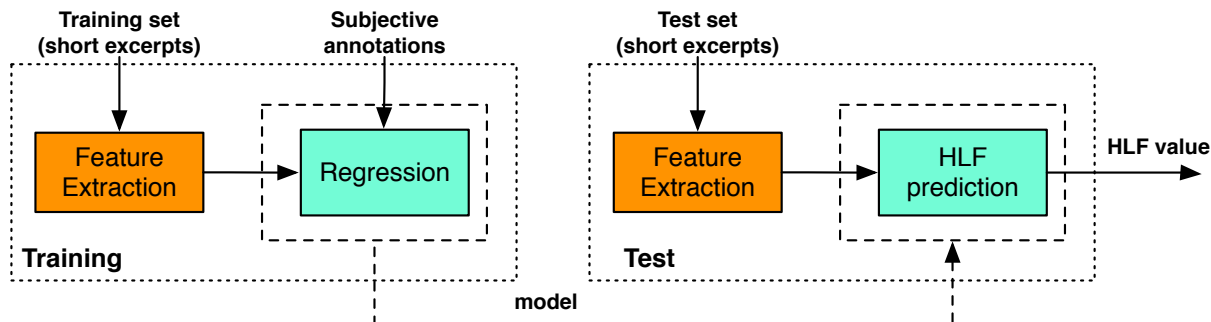 Training set
(short excerpts)
Subjective
annotations
Feature
Extraction
Regression
Training
model
Test set
(short excerpts)
Feature
Extraction
HLF
prediction
HLF value
Test